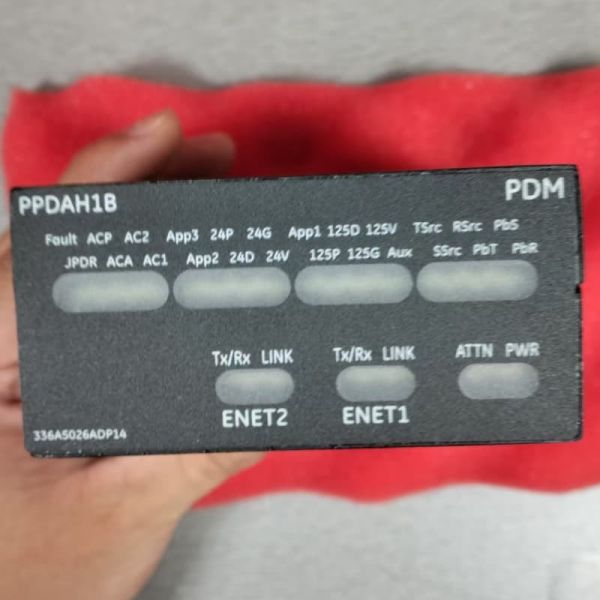 PPDAH1B PDM
Fault ACP AC2 App3 24P 24G App1 125D 125V TSrc RSrc PbS
JPDR ACA AC1 App2 24D 24V 125P 125G Aux SSrc PbT PbR
Tx/Rx LINK Tx/Rx LINK ATTN PWR
ENET2 ENET1
336A5026ADP14